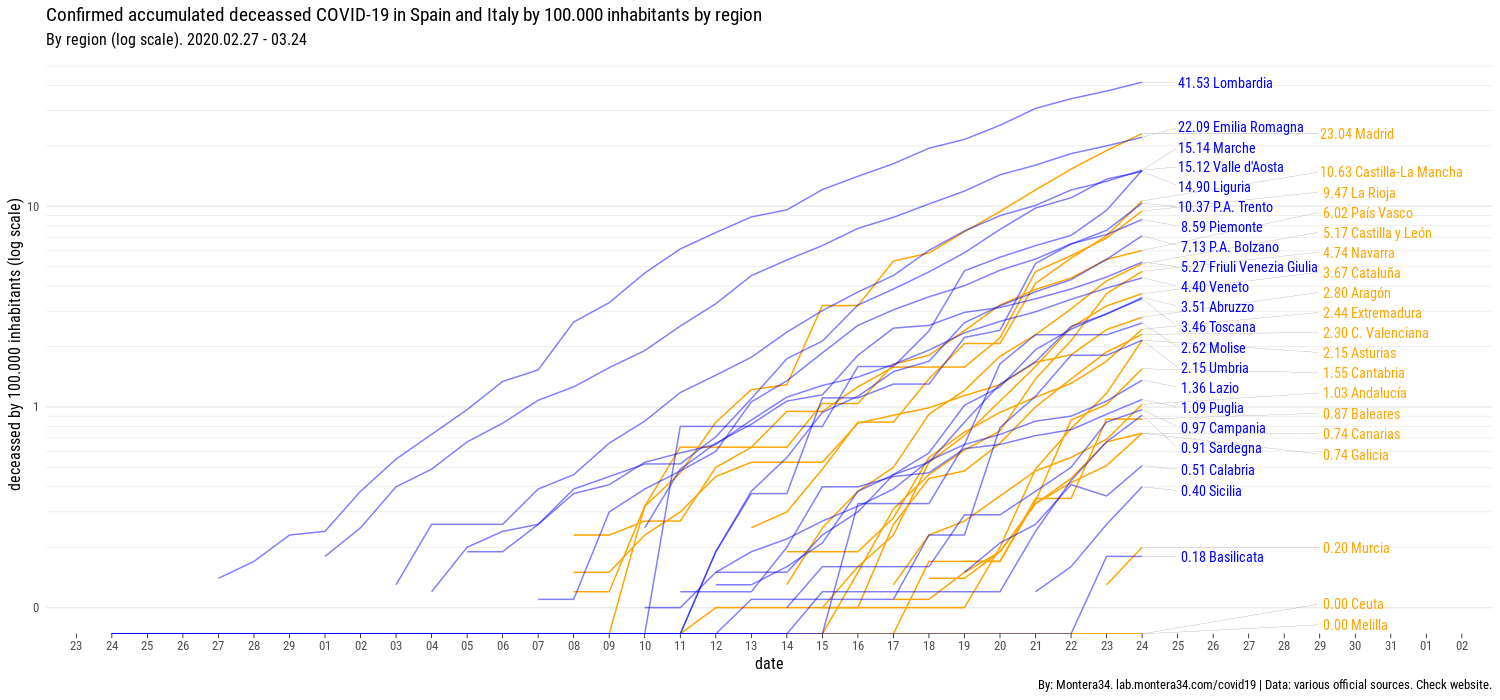 Confirmed accumulated deceassed COVID-19 in Spain and Italy by 100.000 inhabitants by region
By region (log scale). 2020.02.27 - 03.24
deceassed by 100.000 inhabitants (log scale)
10
1
0
41.53 Lombardia
22.09 Emilia Romagna
23.04 Madrid
15.14 Marche
15.12 Valle d'Aosta
10.63 Castilla-La Mancha
14.90 Liguria
9.47 La Rioja
10.37 P.A. Trento
6.02 País Vasco
8.59 Piemonte
5.17 Castilla y León
7.13 P.A. Bolzano
4.74 Navarra
5.27 Friuli Venezia Giulia
3.67 Cataluña
4.40 Veneto
2.80 Aragón
3.51 Abruzzo
2.44 Extremadura
3.46 Toscana
2.30 C. Valenciana
2.62 Molise
2.15 Asturias
2.15 Umbria
1.55 Cantabria
1.36 Lazio
1.03 Andalucía
1.09 Puglia
0.87 Baleares
0.97 Campania
0.74 Canarias
0.91 Sardegna
0.74 Galicia
0.51 Calabria
0.40 Sicilia
0.20 Murcia
0.18 Basilicata
0.00 Ceuta
0.00 Melilla
23 24 25 26 27 28 29 01 02 03 04 05 06 07 08 09 10 11 12 13 14 15 16 17 18 19 20 21 22 23 24 25 26 27 28 29 30 31 01 02
date
By: Montera34. lab.montera34.com/covid19 | Data: various official sources. Check website.